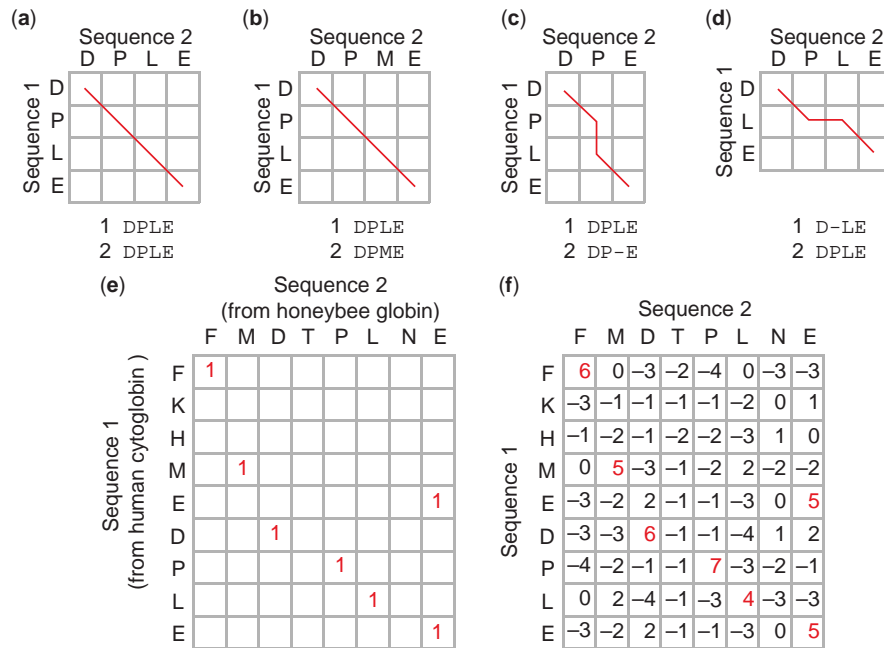 (a)
Sequence 2
D P L E
Sequence 1
D
P
L
E
1 DPLE
2 DPLE
(b)
Sequence 2
D P M E
Sequence 1
D
P
L
E
1 DPLE
2 DPME
(c)
Sequence 2
D P E
Sequence 1
D
P
L
E
1 DPLE
2 DP-E
(d)
Sequence 2
D P L E
Sequence 1
D
L
E
1 D-LE
2 DPLE
(e)
Sequence 2
(from honeybee globin)
F M D T P L N E
Sequence 1
(from human cytoglobin )
F 1
K
H
M 1
E 1
D 1
P 1
L 1
E 1
(f)
Sequence 2
F M D T P L N E
Sequence 1
F 6 0 –3 –2 –4 0 –3 –3
K –3 –1 –1 –1 –1 –2 0 1
H –1 –2 –1 –2 –2 –3 1 0
M 0 5 –3 –1 –2 2 –2 –2
E –3 –2 2 –1 –1 –3 0 5
D –3 –3 6 –1 –1 –4 1 2
P –4 –2 –1 –1 7 –3 –2 –1
L 0 2 –4 –1 –3 4 –3 –3
E –3 –2 2 –1 –1 –3 0 5